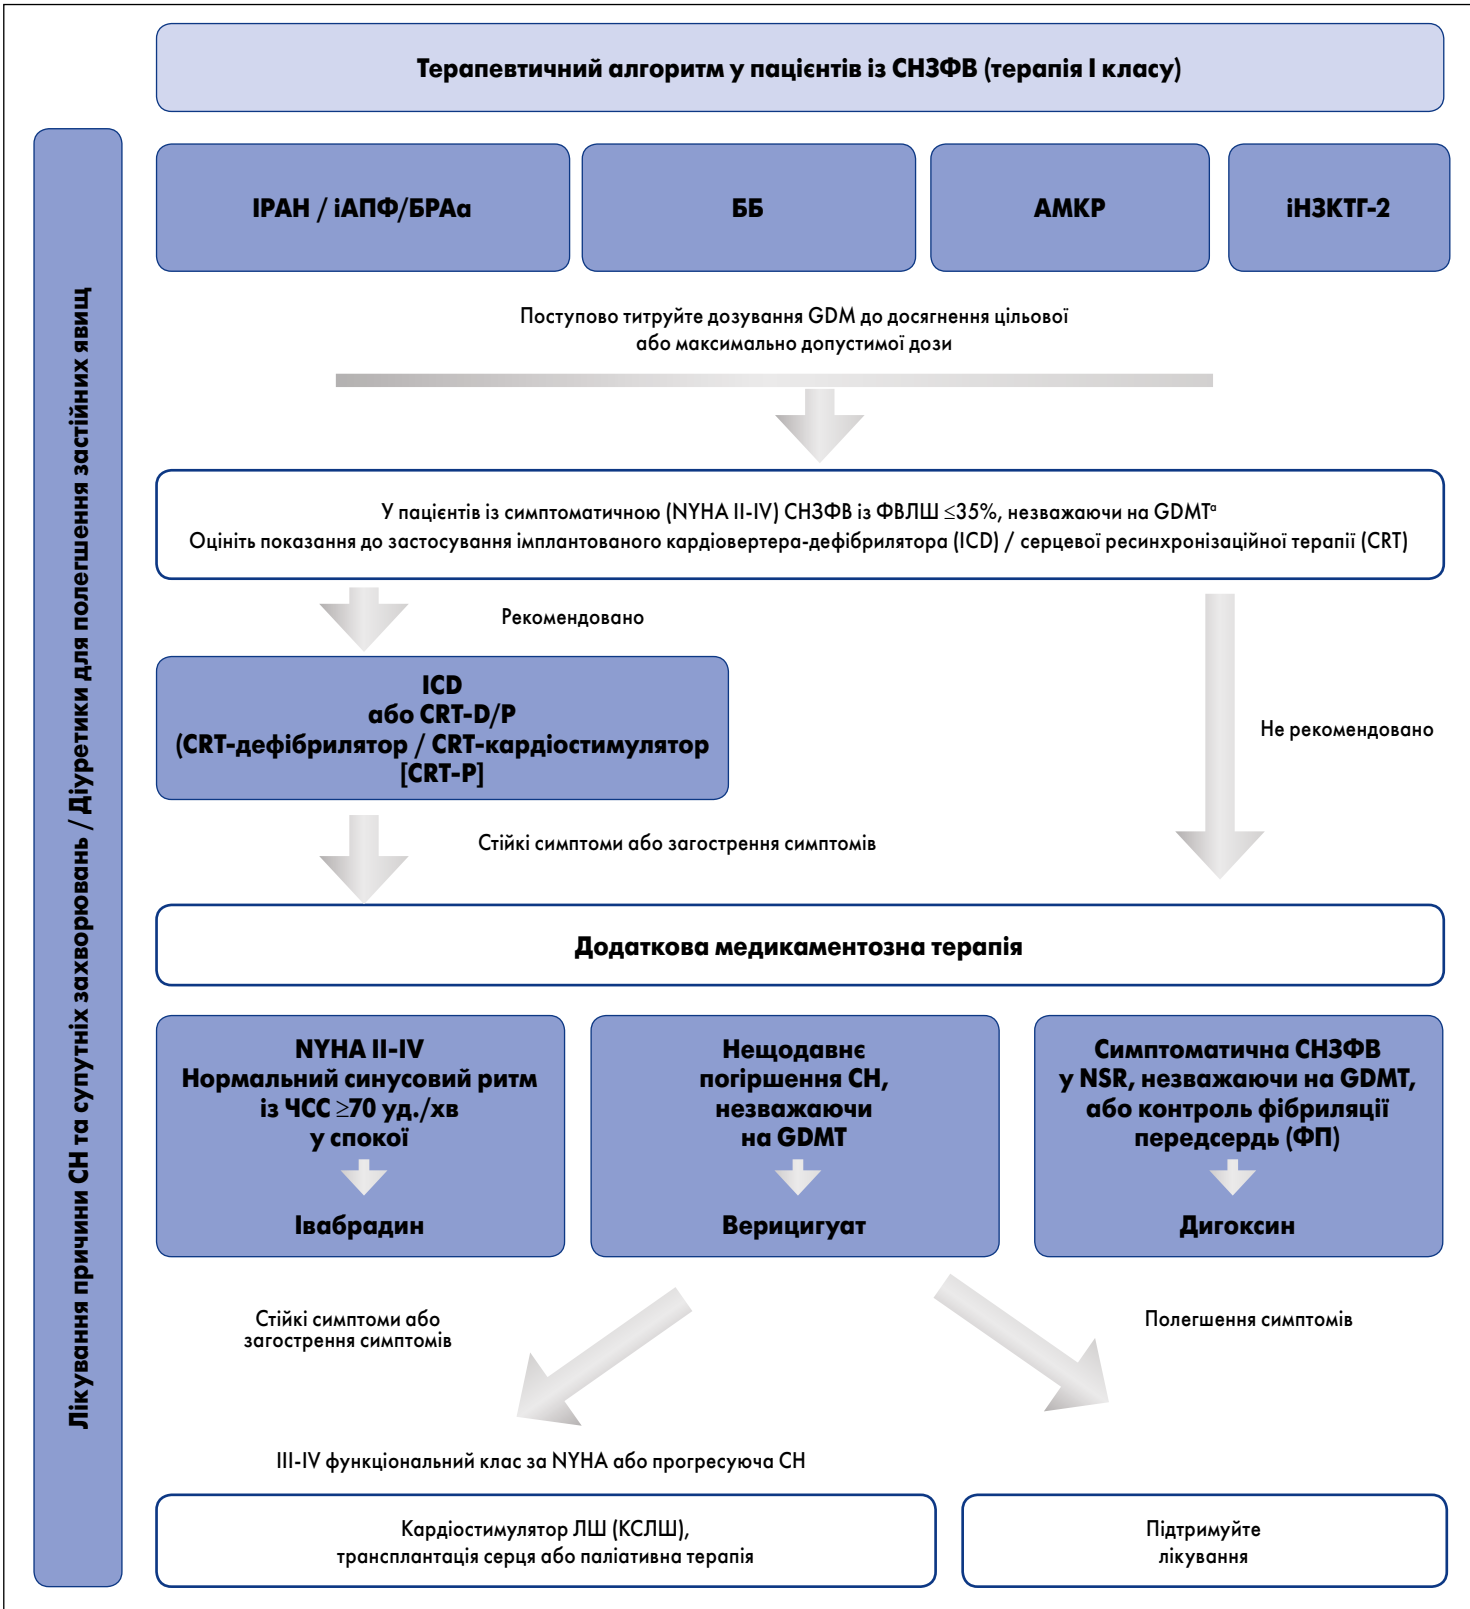 Терапевтичний алгоритм у пацієнтів із СНЗФВ (терапія I класу)
Лікування причини СН та супутніх захворювань / Діуретики для полегшення застійних явищ
ІРАН / іАПФ/БРАа
ББ
АМКР
іНЗКТГ-2
Поступово титруйте дозування GDM до досягнення цільової
або максимально допустимої дози
У пацієнтів із симптоматичною (NYHA II-IV) СНЗФВ із ФВЛШ ≤35%, незважаючи на GDMTᵅ
Оцініть показання до застосування імплантованого кардіовертера-дефібрилятора (ICD) / серцевої ресинхронізаційної терапії (CRT)
Рекомендовано
ICD
або CRT-D/P
(CRT-дефібрилятор / CRT-кардіостимулятор
[CRT-P]
Не рекомендовано
Стійкі симптоми або загострення симптомів
Додаткова медикаментозна терапія
NYHA II-IV
Нормальний синусовий ритм
із ЧСС ≥70 уд./хв
у спокої
Івабрадин
Нещодавнє
погіршення СН,
незважаючи
на GDMT
Верицигуат
Симптоматична СНЗФВ
у NSR, незважаючи на GDMT,
або контроль фібриляції
передсердь (ФП)
Дигоксин
Стійкі симптоми або
загострення симптомів
Полегшення симптомів
III-IV функціональний клас за NYHA або прогресуюча СН
Кардіостимулятор ЛШ (КСЛШ),
трансплантація серця або паліативна терапія
Підтримуйте
лікування